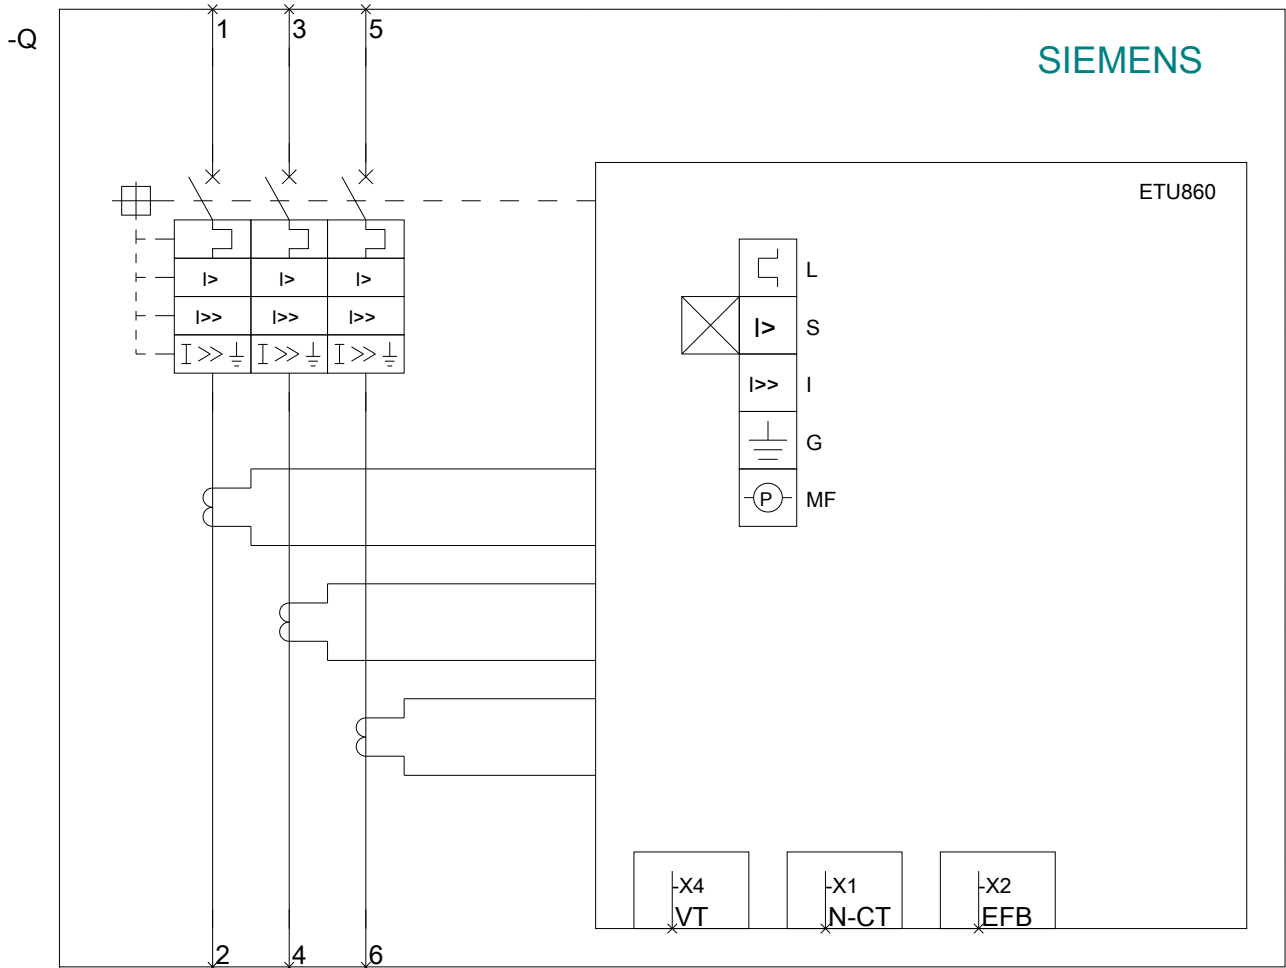 1 3 5
-Q
SIEMENS
ETU860
I> I> I>
I>> I>> I>>
I >> I >> I >>
L
I> S
I>> I
G
P MF
-X4 -X1 -X2
VT N-CT EFB
2 4 6